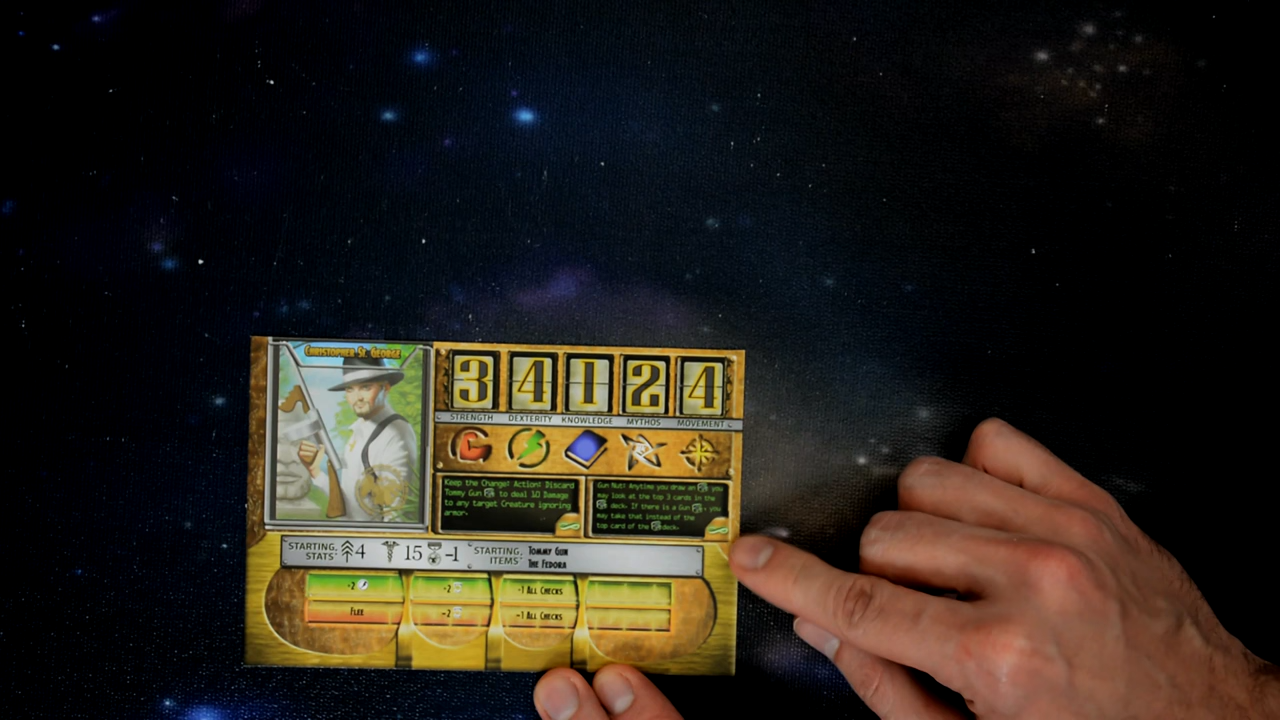 CHRISTOPHER ST. GEORGE
3 4 1 2 4
STRENGTH DEXTERITY KNOWLEDGE MYTHOS MOVEMENT
Keep the Change! Action! Discard
Tommy Gun to deal 10 Damage
to any target Creature ignoring
armor.
Gun Nut! Anytime you draw an you
may look at the top 3 cards in the
deck. If there is a Gun , you
may take that instead of the
top card of the deck.
STARTING STATS: 4 15 -1
STARTING ITEMS: TOMMY GUN
THE FEDORA
-2 -2 -1 ALL CHECKS
FLEE -2 -1 ALL CHECKS